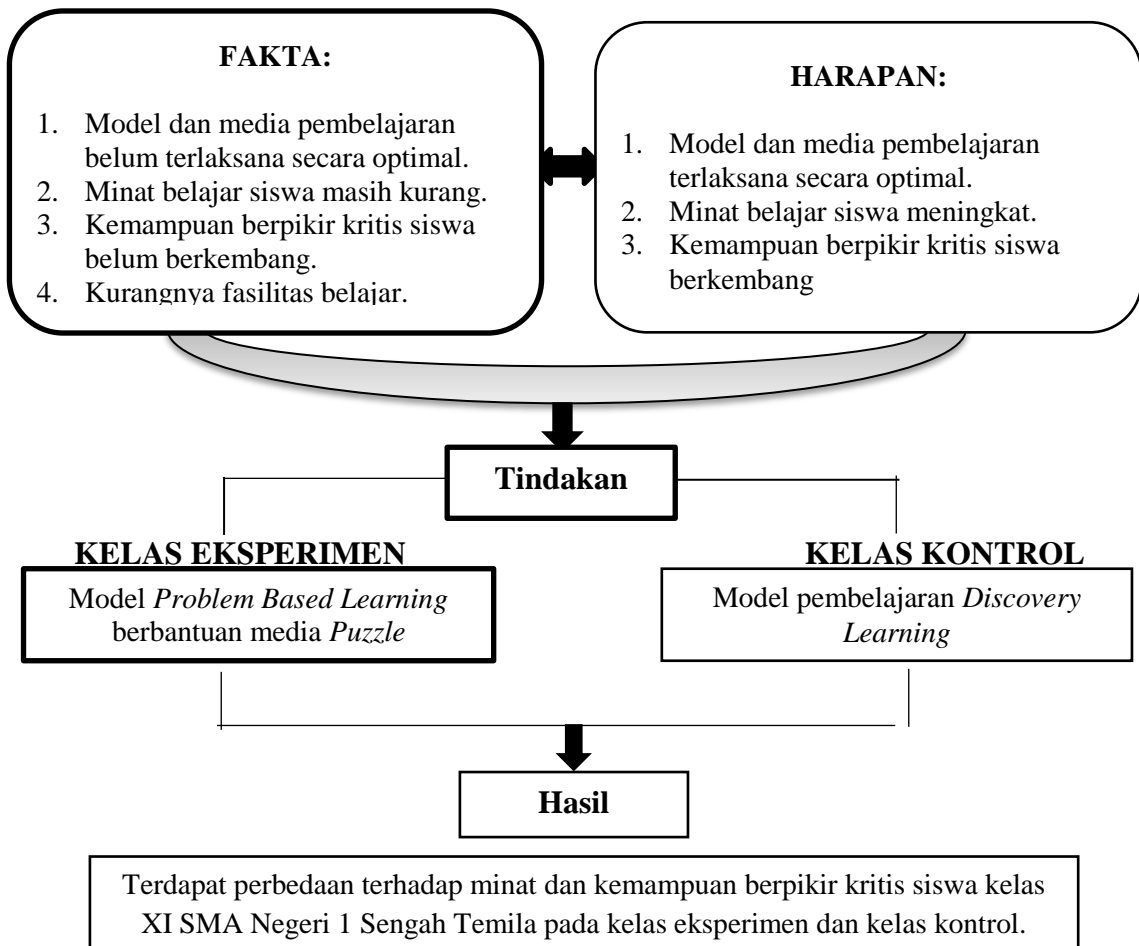 FAKTA:
1. Model dan media pembelajaran
belum terlaksana secara optimal.
2. Minat belajar siswa masih kurang.
3. Kemampuan berpikir kritis siswa
belum berkembang.
4. Kurangnya fasilitas belajar.
HARAPAN:
1. Model dan media pembelajaran
terlaksana secara optimal.
2. Minat belajar siswa meningkat.
3. Kemampuan berpikir kritis siswa
berkembang
Tindakan
KELAS EKSPERIMEN
Model Problem Based Learning
berbantuan media Puzzle
KELAS KONTROL
Model pembelajaran Discovery
Learning
Hasil
Terdapat perbedaan terhadap minat dan kemampuan berpikir kritis siswa kelas
XI SMA Negeri 1 Sengah Temila pada kelas eksperimen dan kelas kontrol.